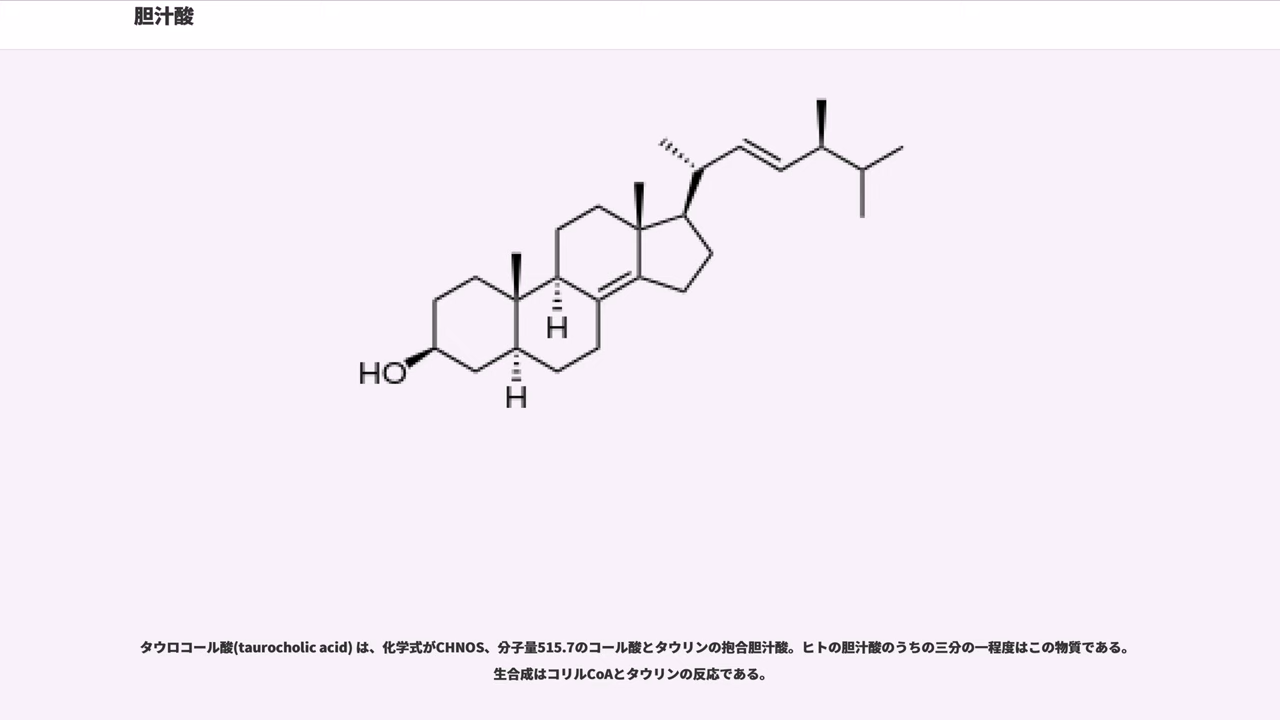 胆汁酸
HO
H
H
タウロコール酸(taurocholic acid) は、化学式がCHNOS、分子量515.7のコール酸とタウリンの抱合胆汁酸。ヒトの胆汁酸のうちの三分の一程度はこの物質である。
生合成はコリルCoAとタウリンの反応である。